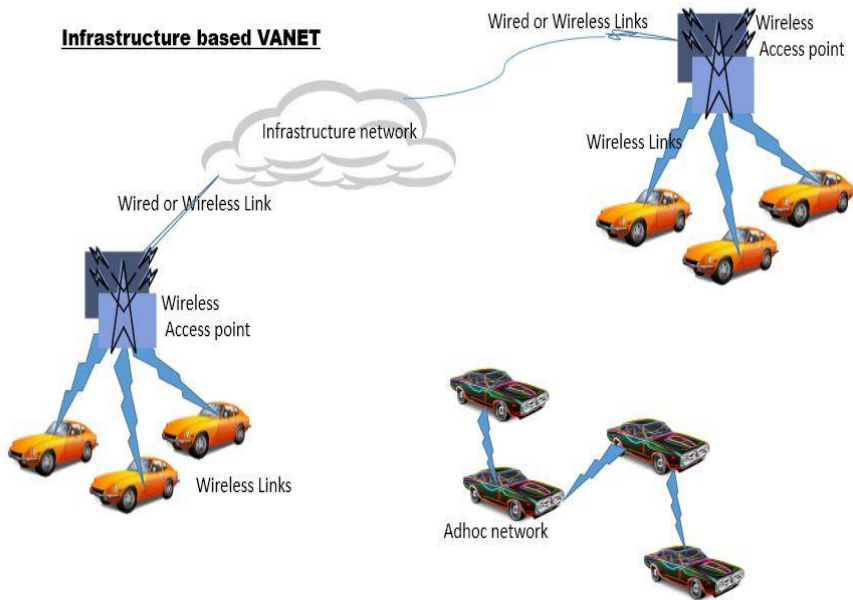 Infrastructure based VANET
Wired or Wireless Links
Wireless
Access point
Infrastructure network
Wireless Links
Wired or Wireless Link
Wireless
Access point
Wireless Links
Adhoc network